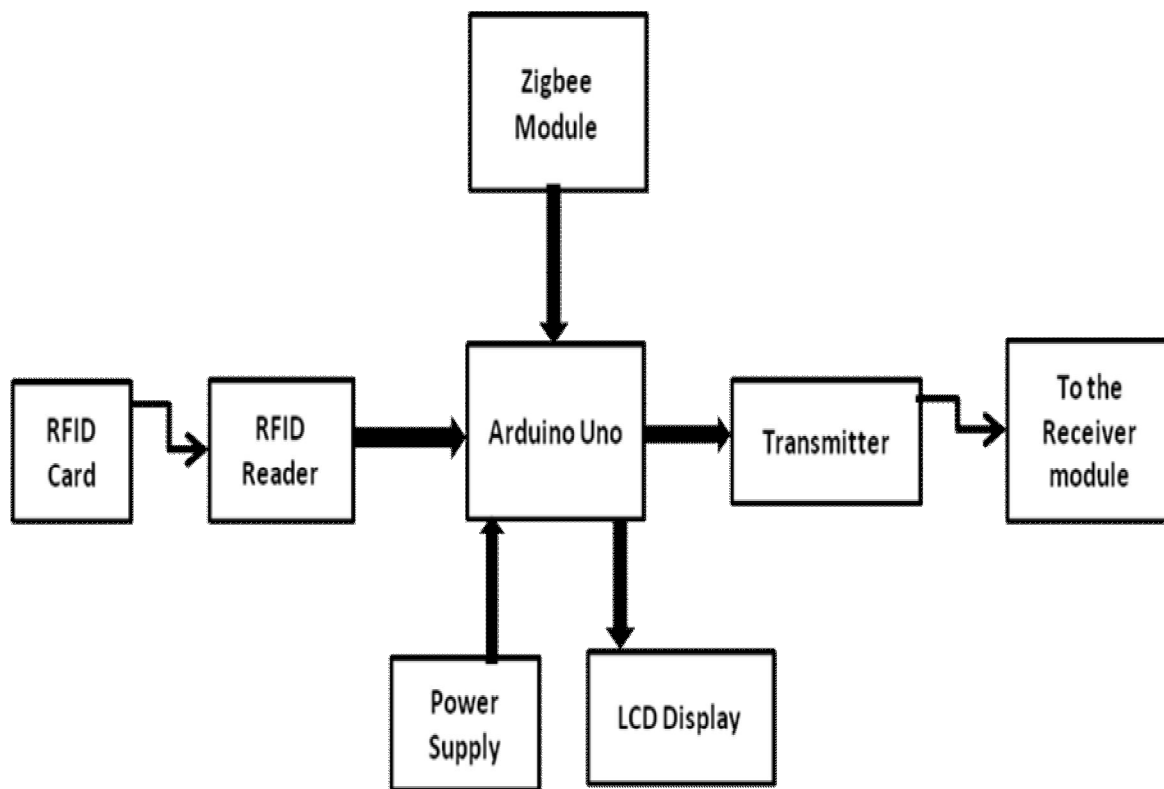 Zigbee
Module
RFID
Card
RFID
Reader
Arduino Uno
Transmitter
To the
Receiver
module
Power
Supply
LCD Display